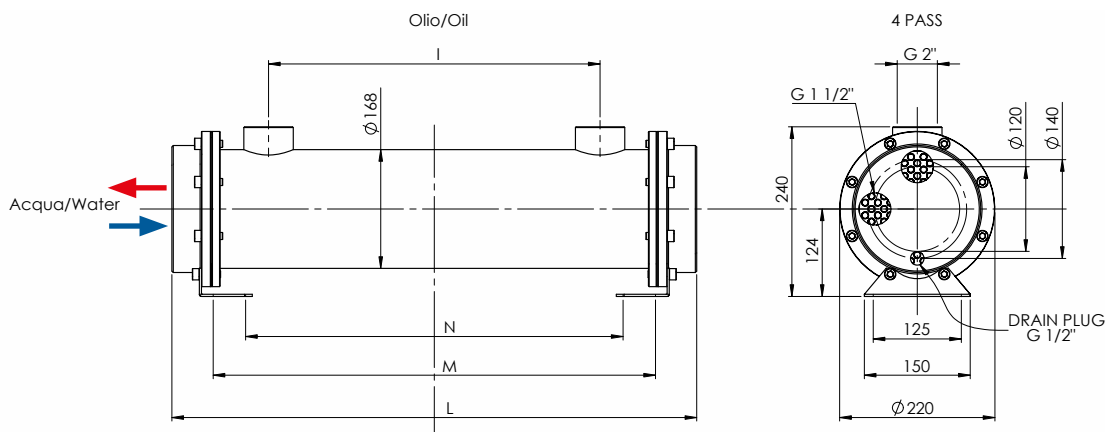 Olio/Oil
4 PASS
I
G 2"
G 1 1/2"
Ø168
Ø120
Ø140
Acqua/Water
240
124
N
DRAIN PLUG
G 1/2"
125
M
150
L
Ø220